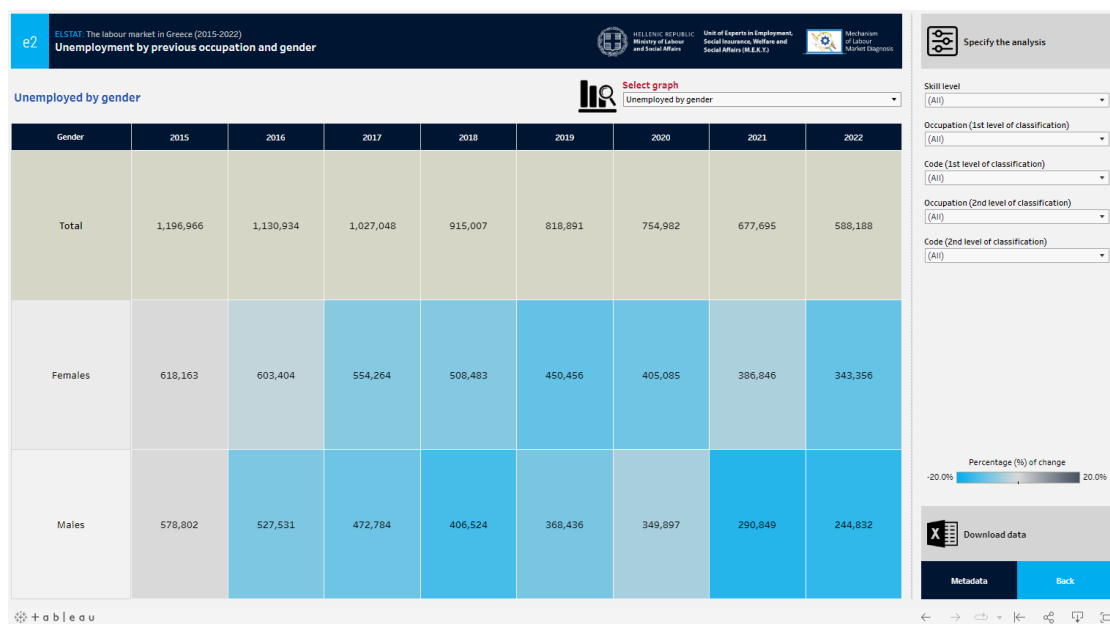 e2
ELSTAT: The labour market in Greece (2015-2022)
Unemployment by previous occupation and gender
HELLENIC REPUBLIC
Ministry of Labour
and Social Affairs
Unit of Experts in Employment,
Social Insurance, Welfare and
Social Affairs (M.E.K.Y.)
Mechanism
of Labour
Market Diagnosis
Specify the analysis
Unemployed by gender
Select graph
Unemployed by gender
Gender 2015 2016 2017 2018 2019 2020 2021 2022
Total 1,196,966 1,130,934 1,027,048 915,007 818,891 754,982 677,695 588,188
Females 618,163 603,404 554,264 508,483 450,456 405,085 386,846 343,356
Males 578,802 527,531 472,784 406,524 368,436 349,897 290,849 244,832
Skill level
(All)
Occupation (1st level of classification)
(All)
Code (1st level of classification)
(All)
Occupation (2nd level of classification)
(All)
Code (2nd level of classification)
(All)
Percentage (%) of change
-20.0% 20.0%
X
Download data
Metadata Back
+ableau